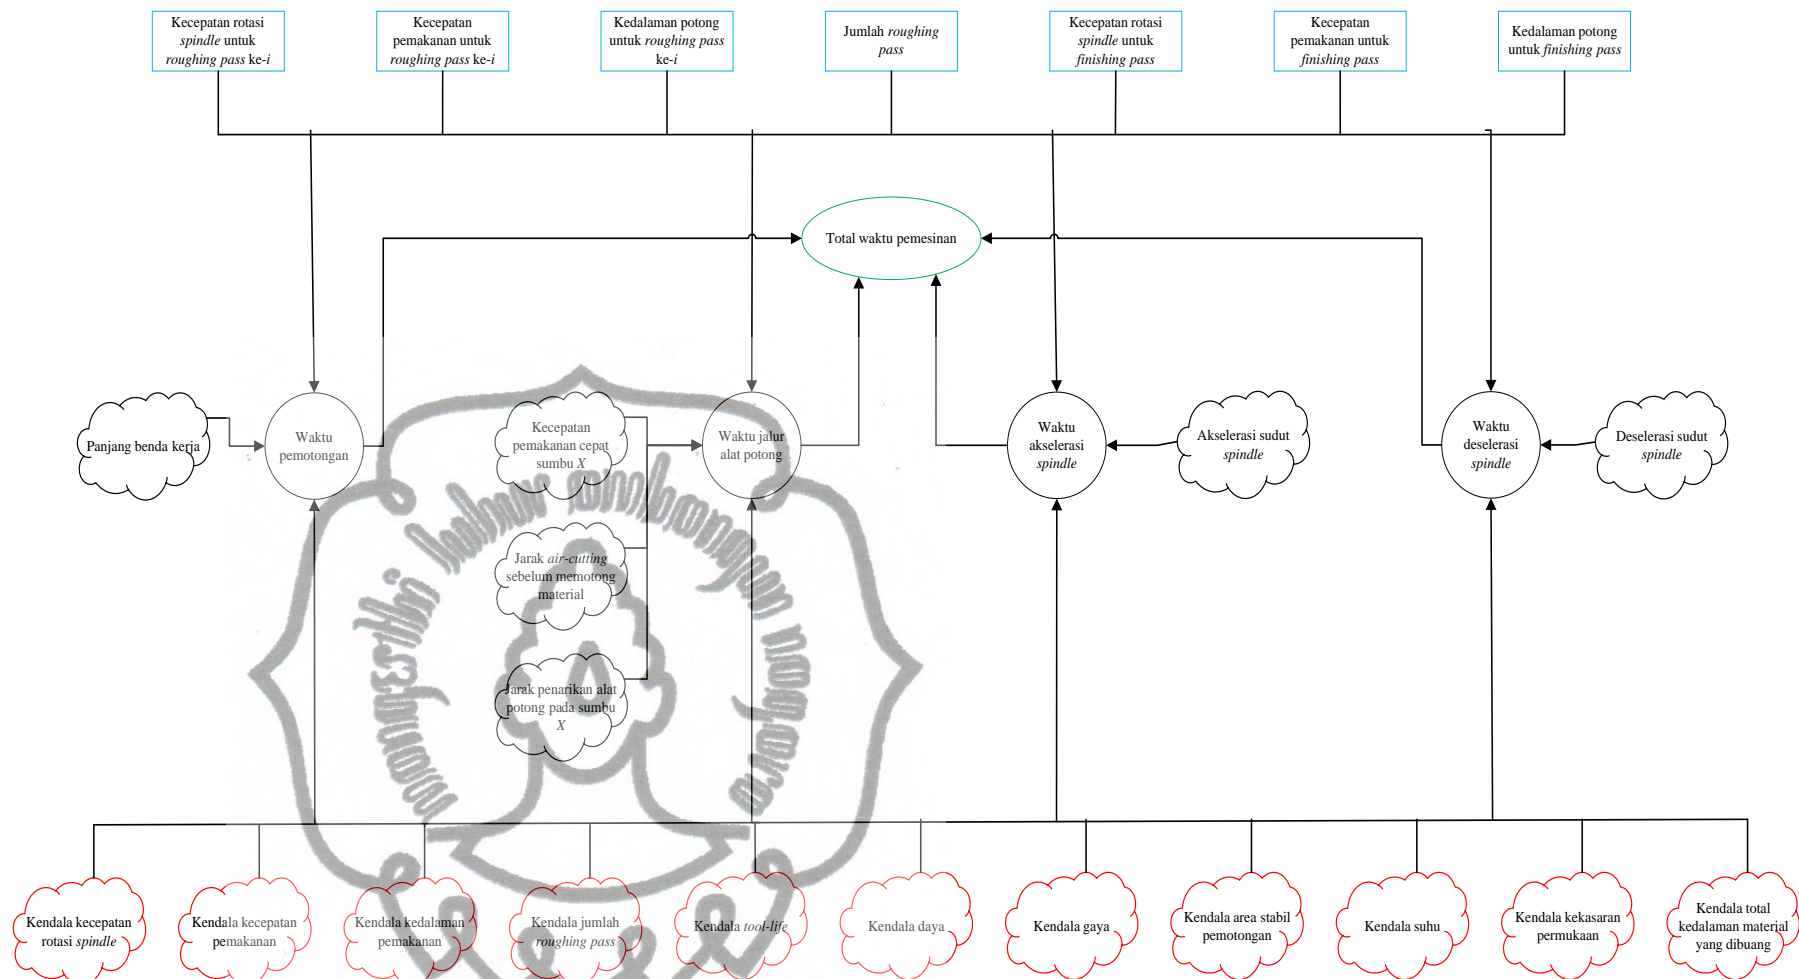 Kecepatan rotasi
spindle untuk
roughing pass ke-i
Kecepatan
pemakanan untuk
roughing pass ke-i
Kedalaman potong
untuk roughing pass
ke-i
Jumlah roughing
pass
Kecepatan rotasi
spindle untuk
finishing pass
Kecepatan
pemakanan untuk
finishing pass
Kedalaman potong
untuk finishing pass
Total waktu pemesinan
Panjang benda kerja
Waktu
pemotongan
Kecepatan
pemakanan cepat
sumbu X
Waktu jalur
alat potong
Waktu
akselerasi
spindle
Akselerasi sudut
spindle
Waktu
deselerasi
spindle
Deselerasi sudut
spindle
Jarak air-cutting
sebelum memotong
material
Jarak penarikan alat
potong pada sumbu
X
Kendala kecepatan
rotasi spindle
Kendala kecepatan
pemakanan
Kendala kedalaman
pemakanan
Kendala jumlah
roughing pass
Kendala tool-life
Kendala daya
Kendala gaya
Kendala area stabil
pemotongan
Kendala suhu
Kendala kekasaran
permukaan
Kendala total
kedalaman material
yang dibuang